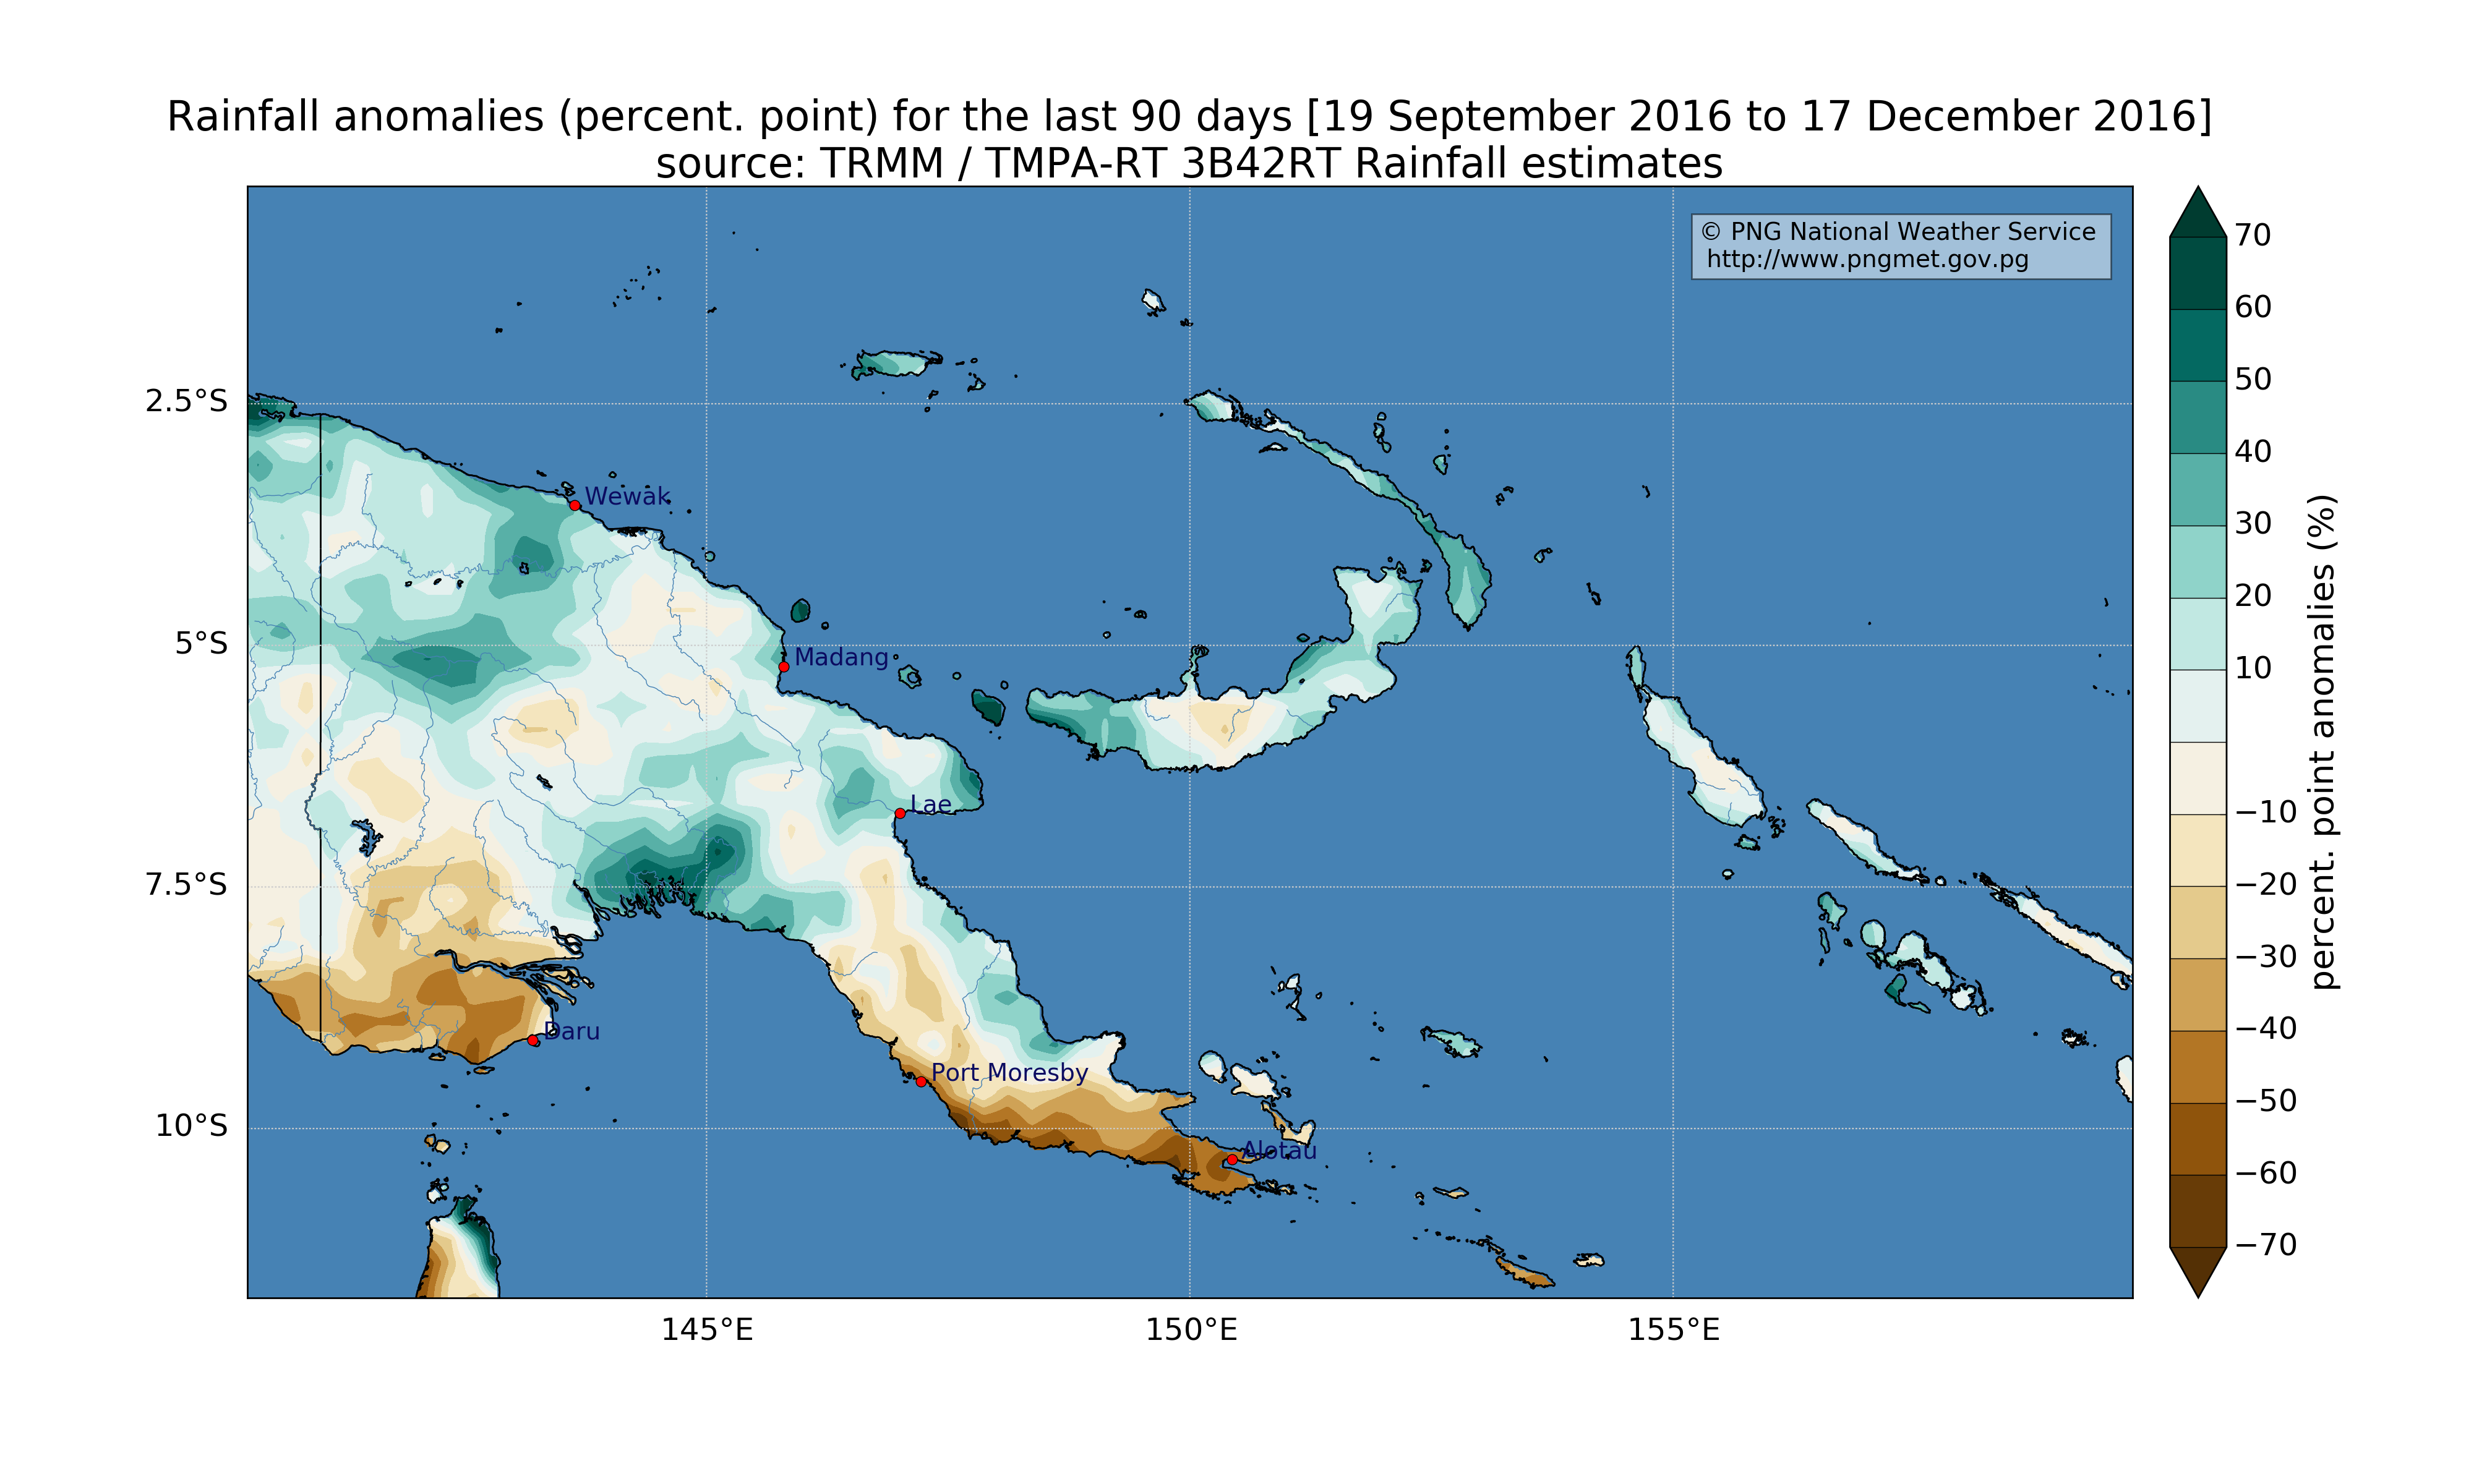 Rainfall anomalies (percent. point) for the last 90 days [19 September 2016 to 17 December 2016]
source: TRMM / TMPA-RT 3B42RT Rainfall estimates
© PNG National Weather Service
http://www.pngmet.gov.pg
2.5°S
5°S
7.5°S
10°S
Wewak
Madang
Lae
Daru
Port Moresby
Alotau
145°E
150°E
155°E
70
60
50
40
30
20
10
−10
−20
−30
−40
−50
−60
−70
percent. point anomalies (%)